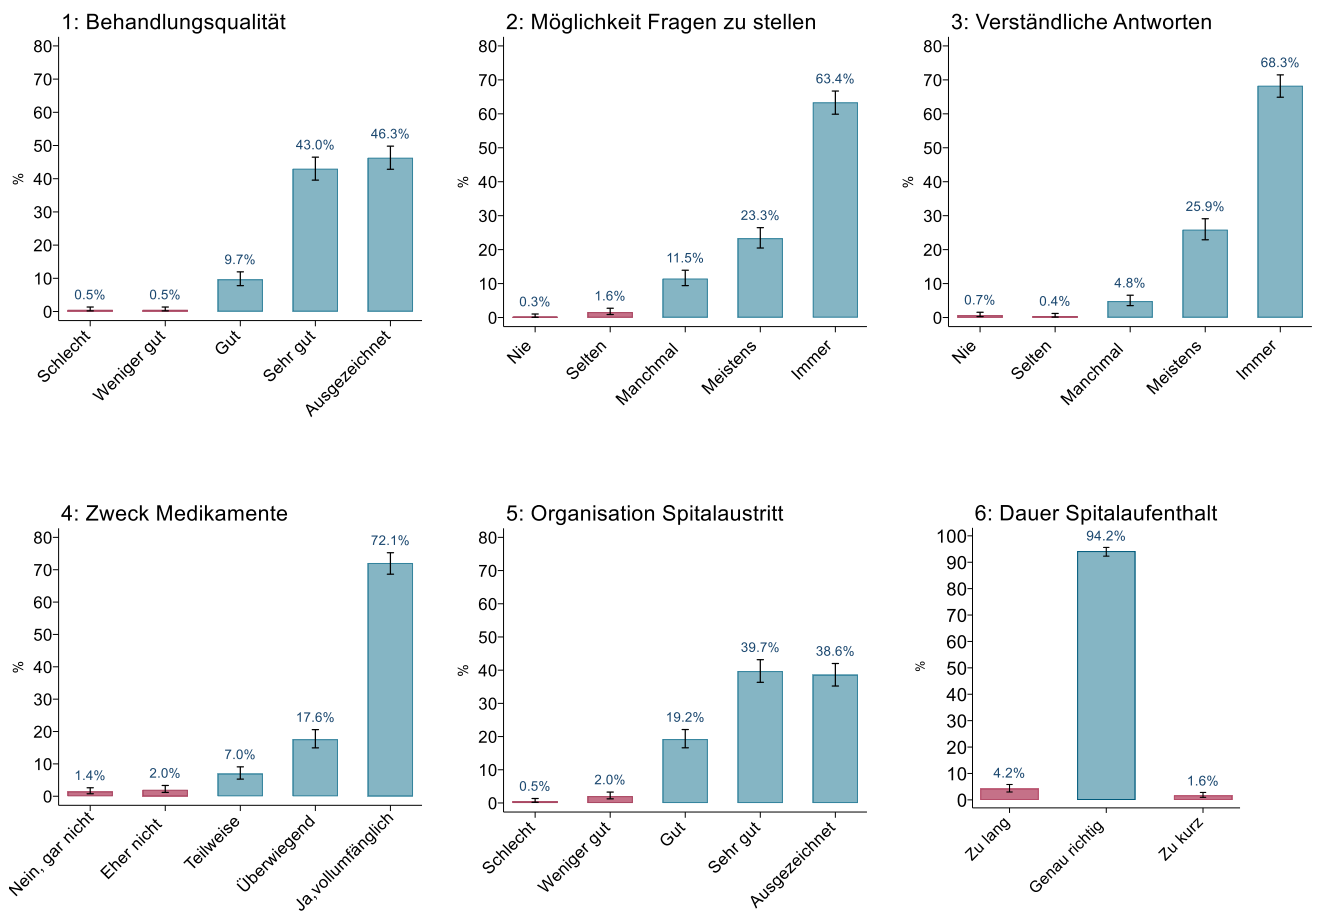 1: Behandlungsqualität
80
70
60
50
40
30
20
10
0
%
0.5%
0.5%
9.7%
43.0%
46.3%
Schlecht
Weniger gut
Gut
Sehr gut
Ausgezeichnet
2: Möglichkeit Fragen zu stellen
80
70
60
50
40
30
20
10
0
%
0.3%
1.6%
11.5%
23.3%
63.4%
Nie
Selten
Manchmal
Meistens
Immer
3: Verständliche Antworten
80
70
60
50
40
30
20
10
0
%
0.7%
0.4%
4.8%
25.9%
68.3%
Nie
Selten
Manchmal
Meistens
Immer
4: Zweck Medikamente
80
70
60
50
40
30
20
10
0
%
1.4%
2.0%
7.0%
17.6%
72.1%
Nein, gar nicht
Eher nicht
Teilweise
Überwiegend
Ja,vollumfänglich
5: Organisation Spitalaustritt
80
70
60
50
40
30
20
10
0
%
0.5%
2.0%
19.2%
39.7%
38.6%
Schlecht
Weniger gut
Gut
Sehr gut
Ausgezeichnet
6: Dauer Spitalaufenthalt
100
90
80
70
60
50
40
30
20
10
0
%
4.2%
94.2%
1.6%
Zu lang
Genau richtig
Zu kurz